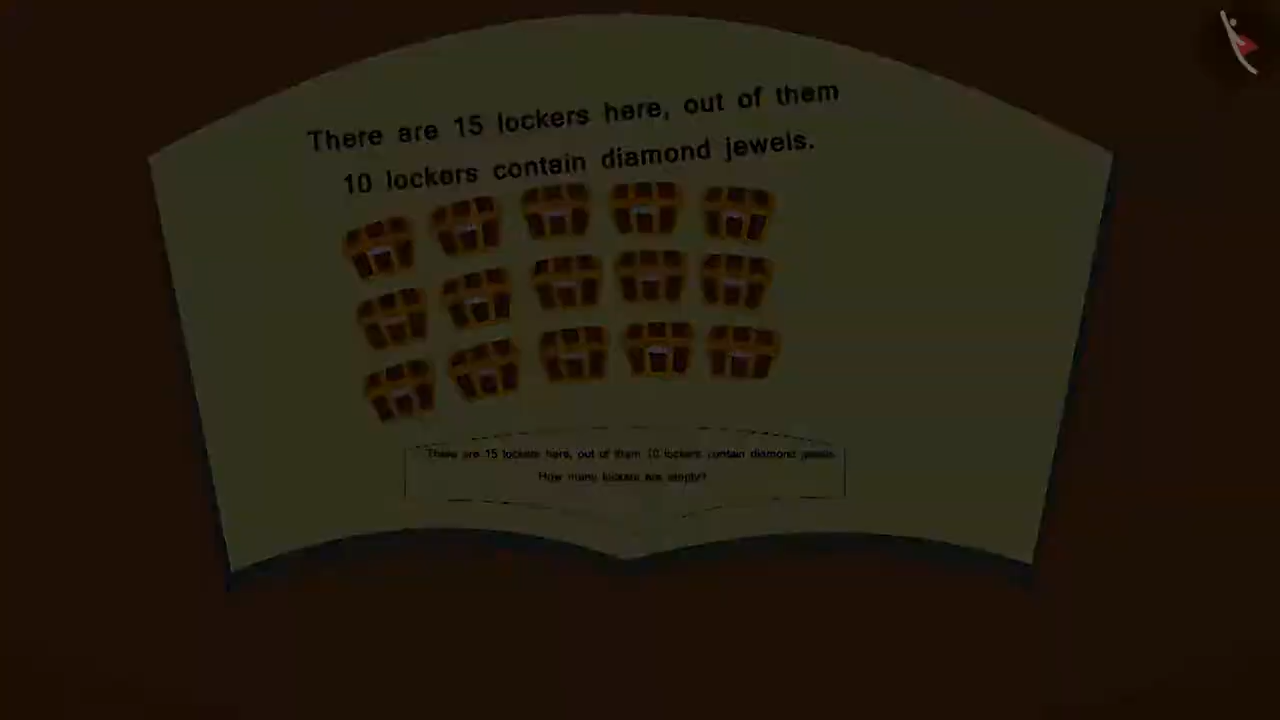 There are 15 lockers here, out of them
10 lockers contain diamond jewels.
There are 15 lockers here, out of them 10 lockers contain diamond jewels.
How many lockers are empty?